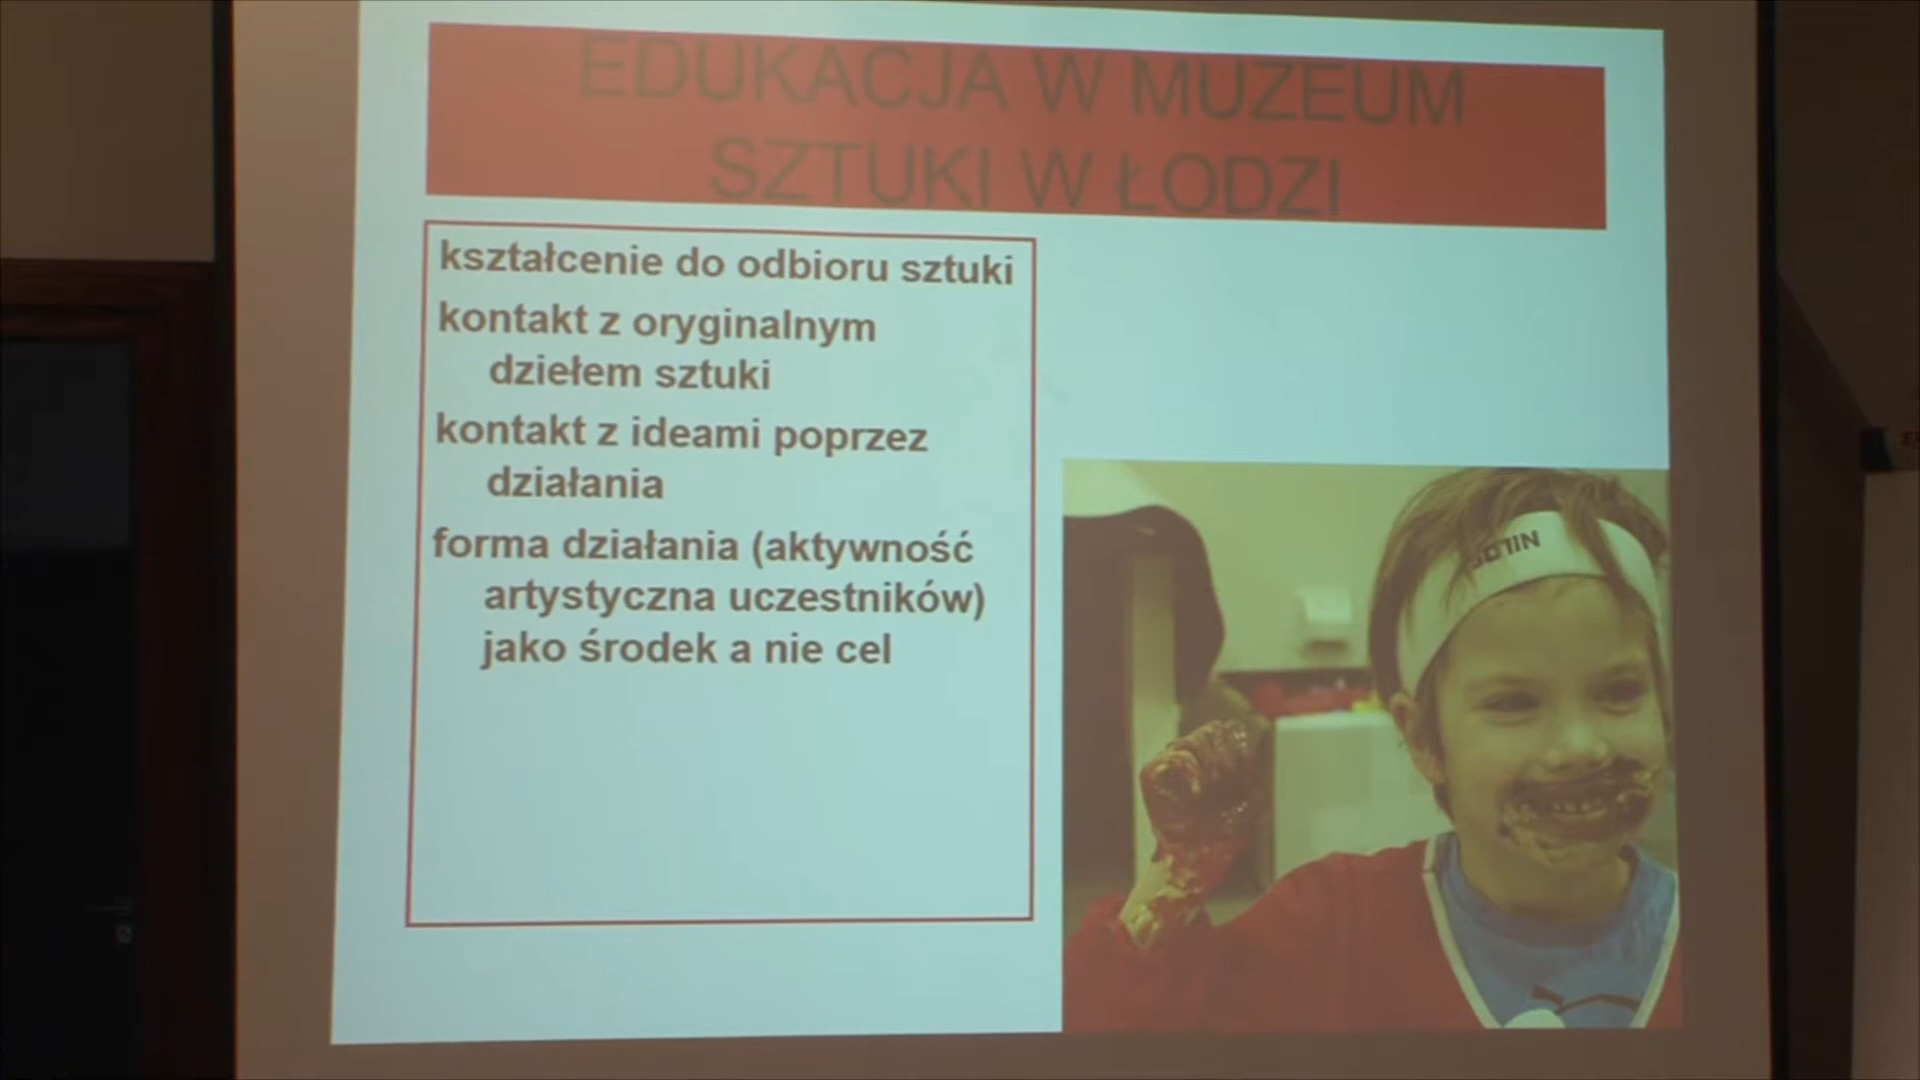 EDUKACJA W MUZEUM
SZTUKI W ŁODZI
kształcenie do odbioru sztuki
kontakt z oryginalnym
dziełem sztuki
kontakt z ideami poprzez
działania
forma działania (aktywność
artystyczna uczestników)
jako środek a nie cel